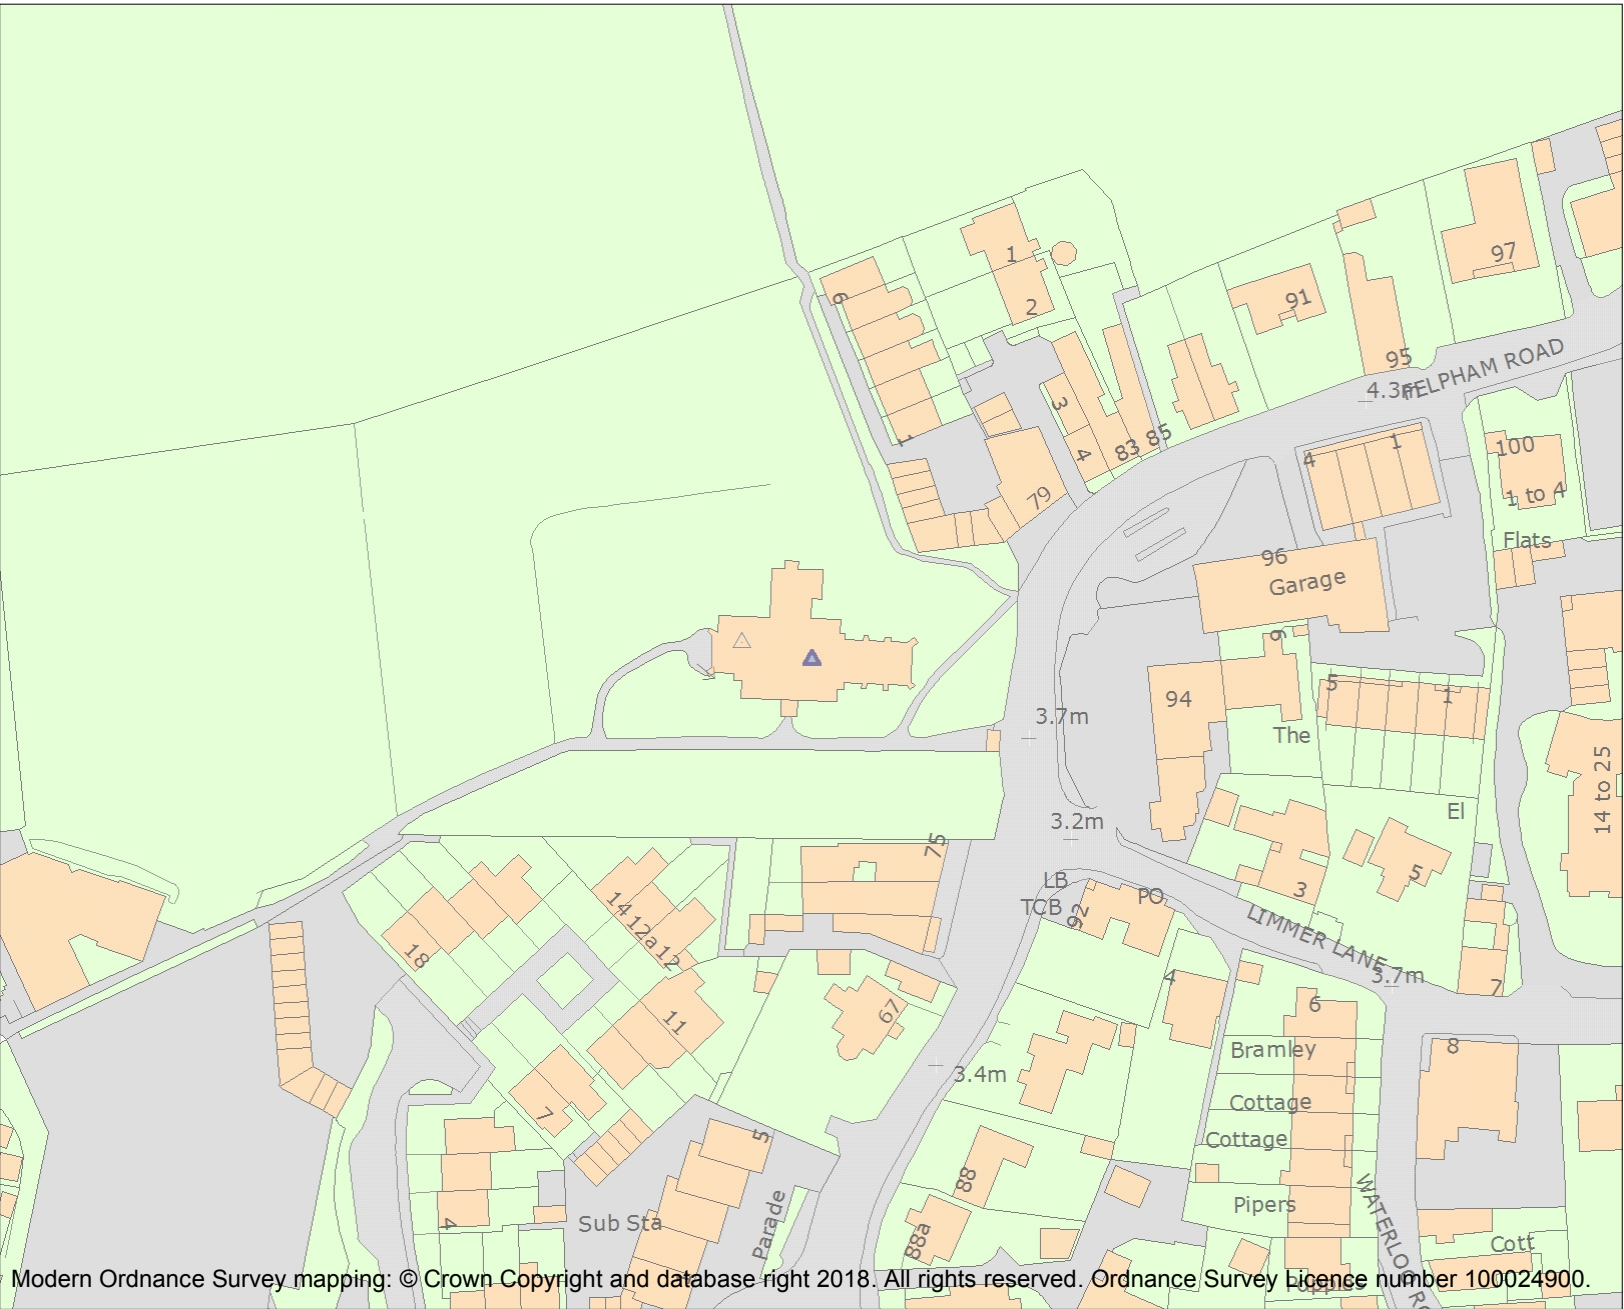 97
1
2
6
91
95
FELPHAM ROAD
4.3m
3
1
83
85
4
1
4
100
79
1 to 4
Flats
96
Garage
6
94
5
1
3.7m
The
14 to 25
El
3.2m
75
5
LB
3
PO
TCB
92
14
12a
12
LIMMER LANE
18
3.7m
4
7
67
6
11
8
Bramley
3.4m
Cottage
7
Cottage
5
88
Pipers
4
Sub Sta
Parade
88a
WATERLOO RO
Cott
Poppies
Modern Ordnance Survey mapping: © Crown Copyright and database right 2018. All rights reserved. Ordnance Survey Licence number 100024900.